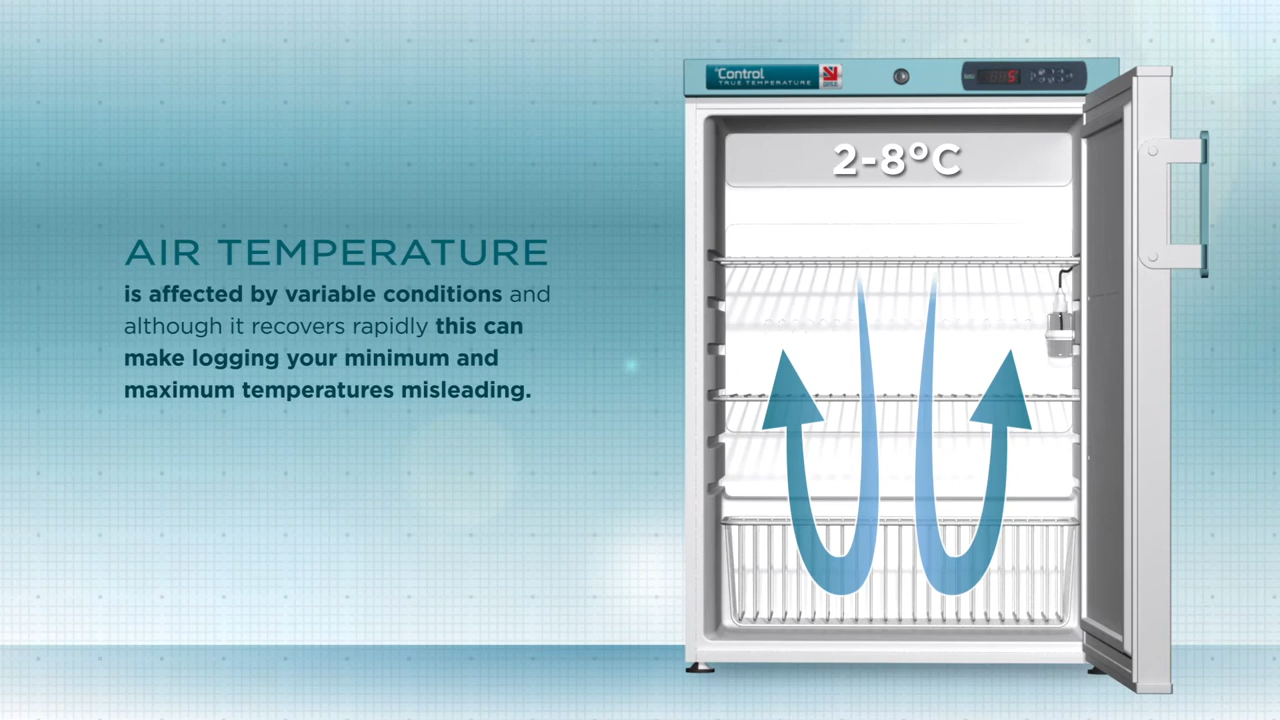 Control
TRUE TEMPERATURE
2-8°C
AIR TEMPERATURE
is affected by variable conditions and
although it recovers rapidly this can
make logging your minimum and
maximum temperatures misleading.